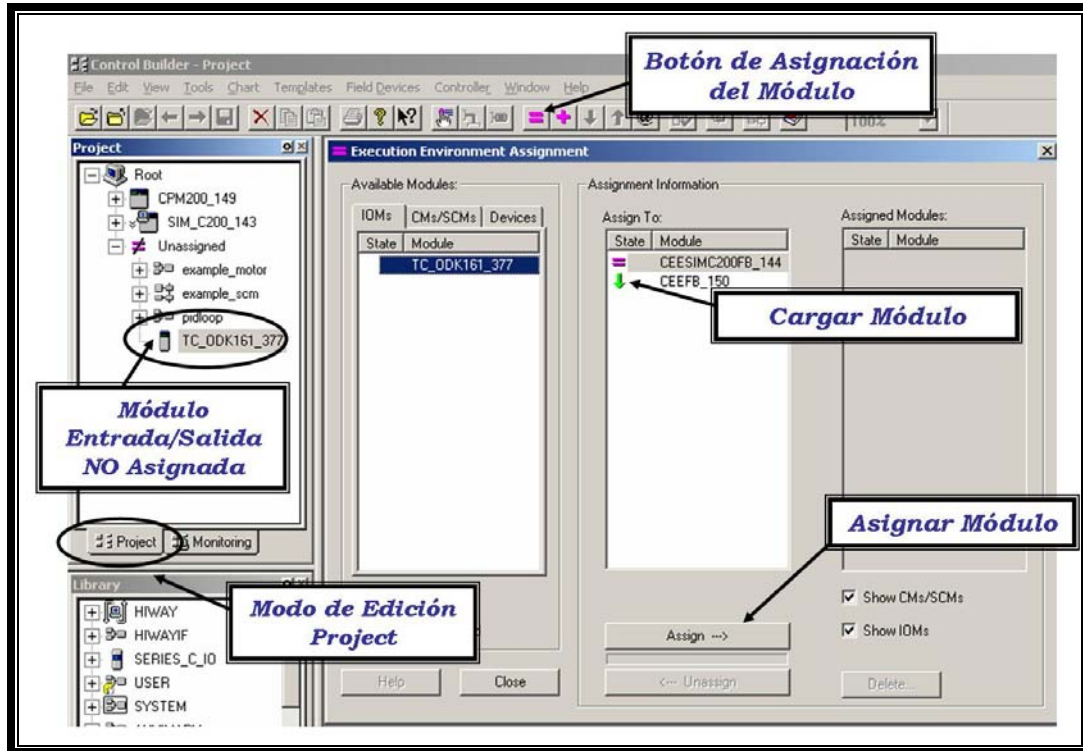 Control Builder - Project
File Edit View Tools Chart Templates Field Devices Controller Window Help
100%
Botón de Asignación
del Módulo
Project
Root
CPM200_149
SIM_C200_143
Unassigned
example_motor
example_scm
pidloop
TC_ODK161_377
Módulo
Entrada/Salida
NO Asignada
Project Monitoring
Library
HIWAY
HIWAYIF
SERIES_C_IO
USER
SYSTEM
Modo de Edición
Project
Execution Environment Assignment
Available Modules:
IOMs CMs/SCMs Devices
State Module
TC_ODK161_377
Help Close
Assignment Information
Assign To:
State Module
CEESIMC200FB_144
CEEFB_150
Cargar Módulo
Assigned Modules:
State Module
Asignar Módulo
Assign --->
<--- Unassign
Show CMs/SCMs
Show IOMs
Delete...